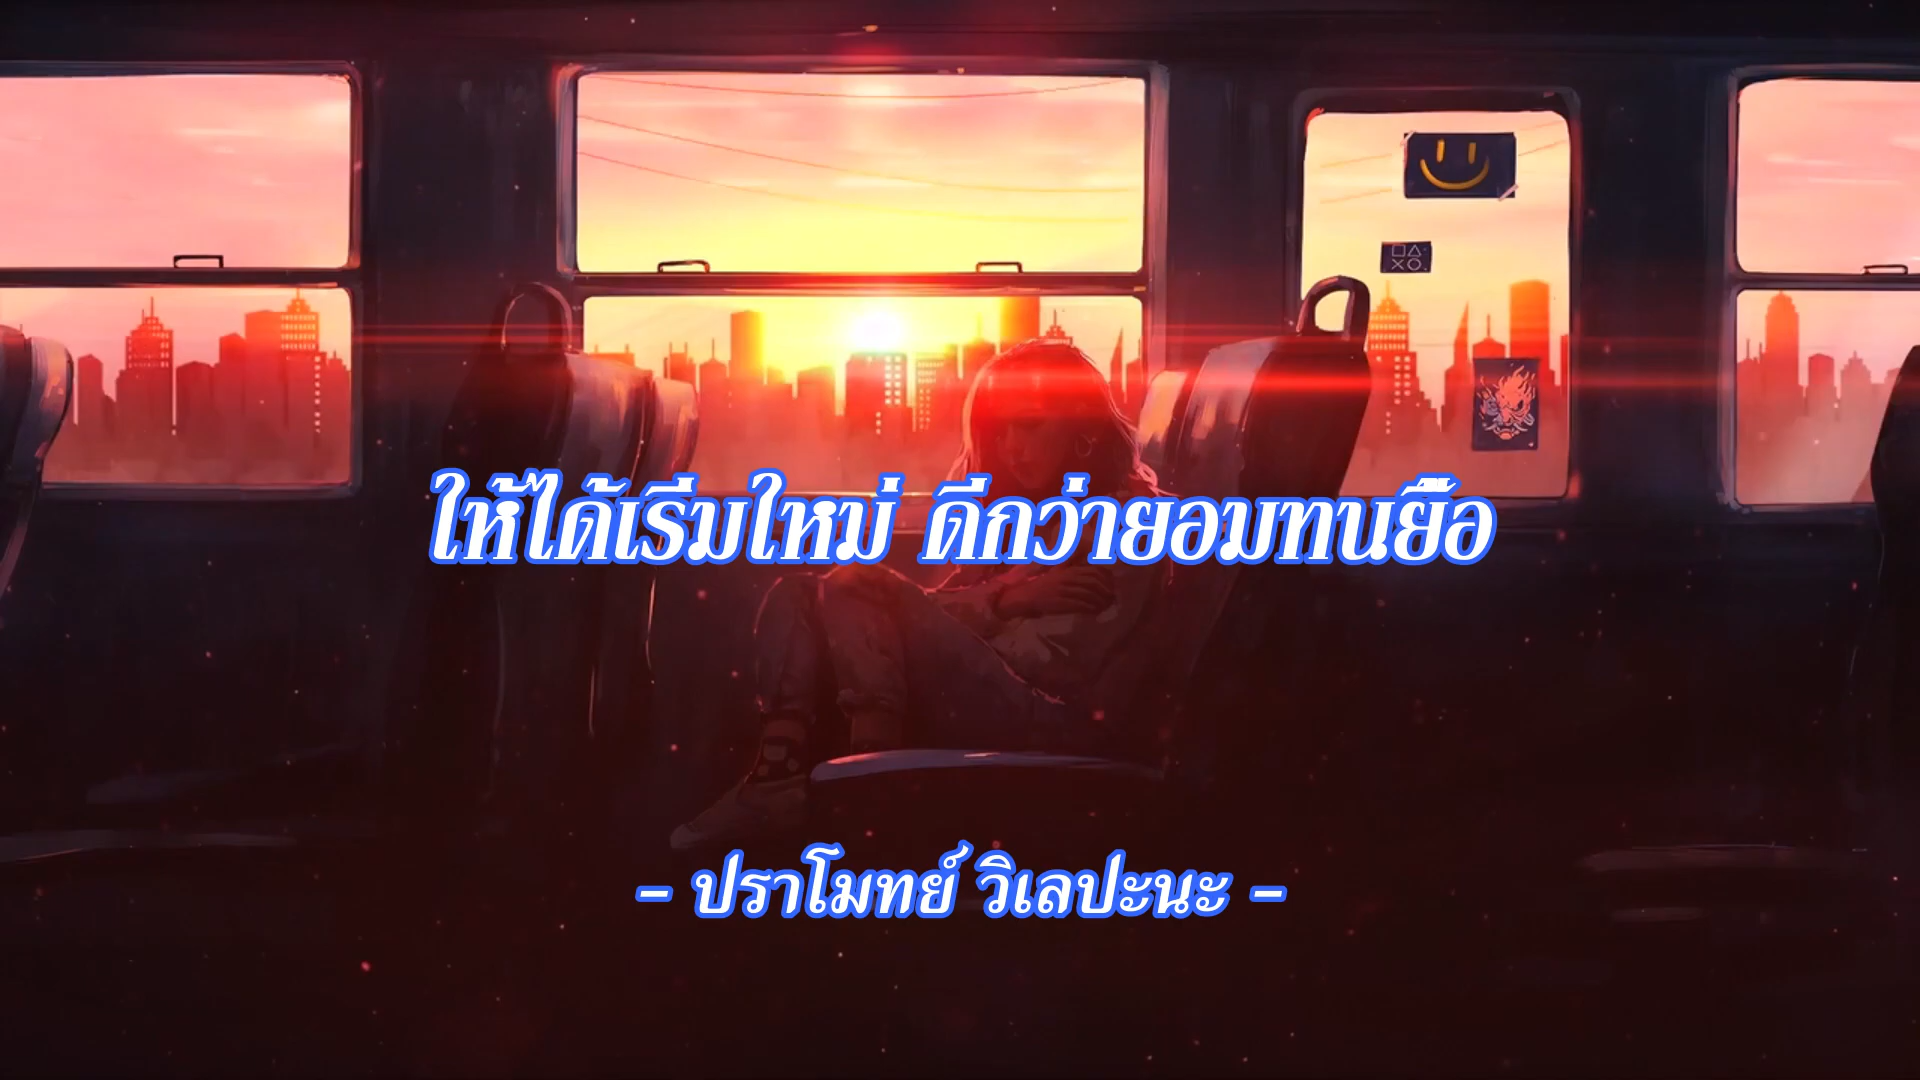 ให้ได้เริ่มใหม่ ดีกว่ายอมทนยื้อ
- ปราโมทย์ วิเลปะนะ -